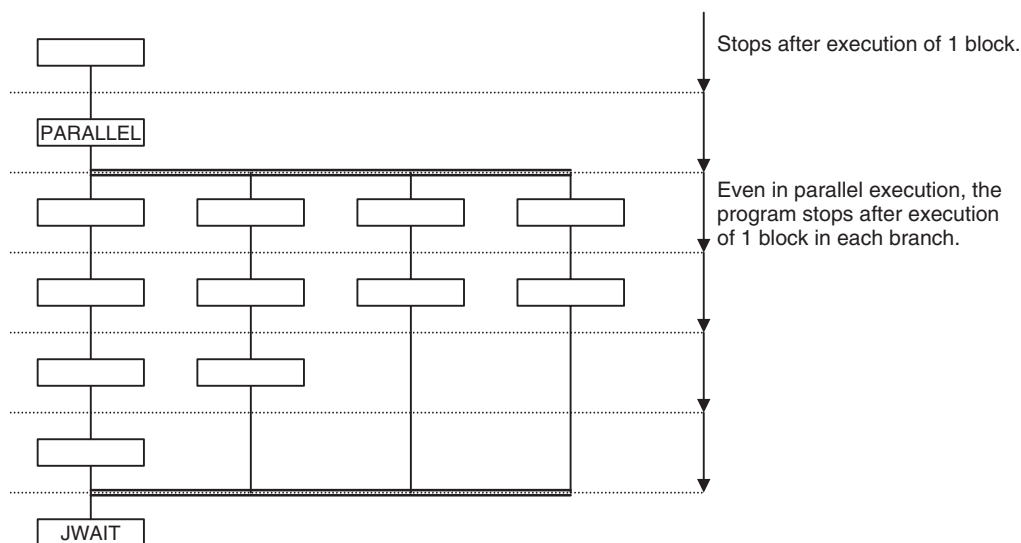 Stops after execution of 1 block.
PARALLEL
Even in parallel execution, the
program stops after execution
of 1 block in each branch.
JWAIT